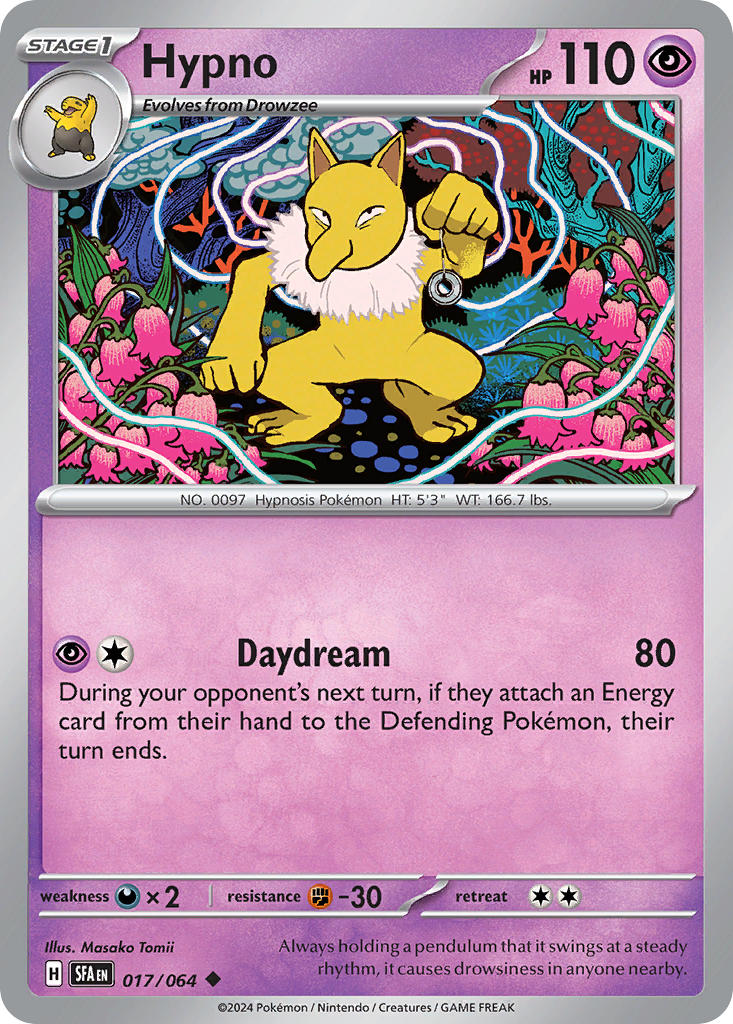 STAGE1
Hypno
HP 110
Evolves from Drowzee
NO. 0097 Hypnosis Pokémon HT: 5'3" WT: 166.7 lbs.
Daydream 80
During your opponent's next turn, if they attach an Energy
card from their hand to the Defending Pokémon, their
turn ends.
weakness ×2 resistance -30 retreat
Illus. Masako Tomii
Always holding a pendulum that it swings at a steady
rhythm, it causes drowsiness in anyone nearby.
H SFA EN 017/064
©2024 Pokémon / Nintendo / Creatures / GAME FREAK